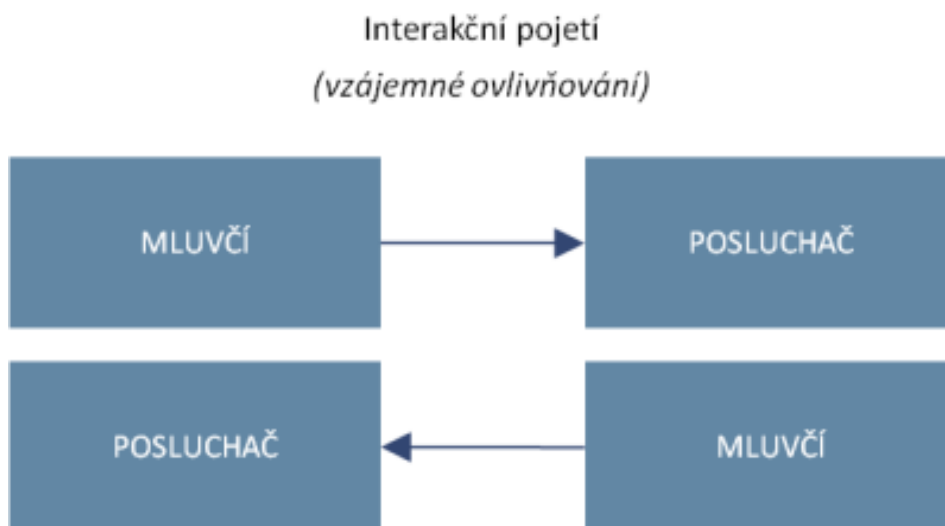 Interakční pojetí
(vzájemné ovlivňování)
MLUVČÍ
POSLUCHAČ
POSLUCHAČ
MLUVČÍ